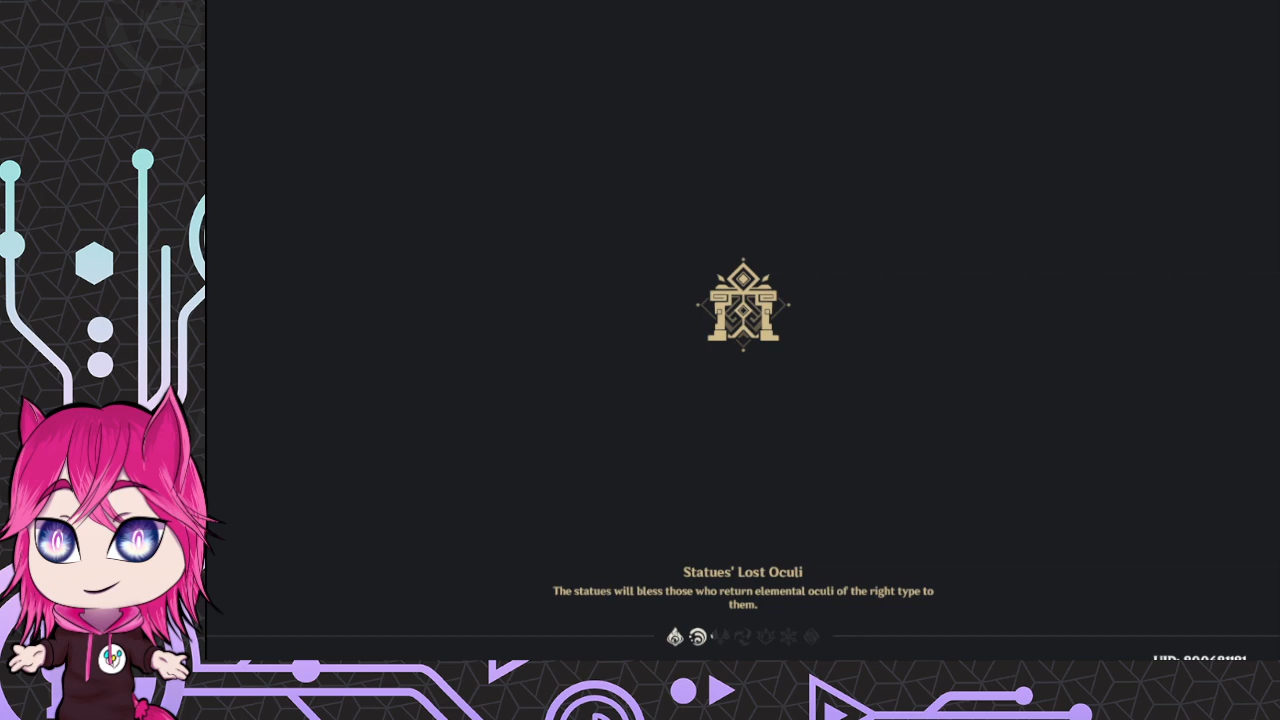 Statues' Lost Oculi
The statues will bless those who return elemental oculi of the right type to
them.